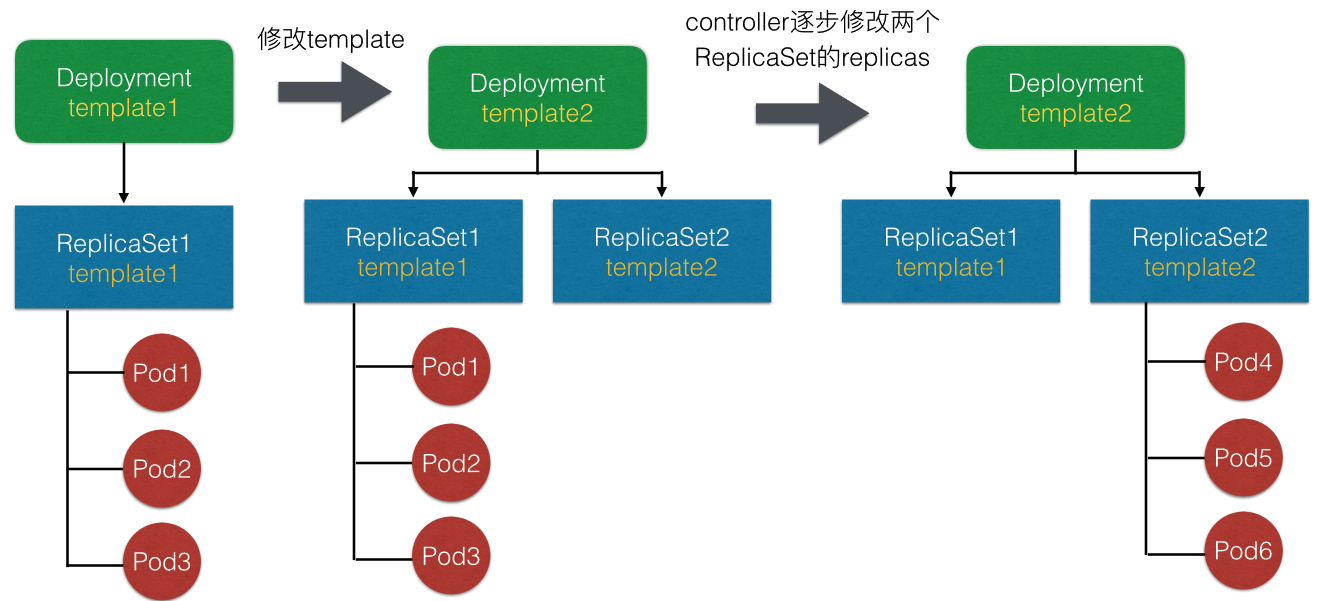 Deployment
template1
ReplicaSet1
template1
Pod1
Pod2
Pod3
修改template
Deployment
template2
ReplicaSet1
template1
ReplicaSet2
template2
Pod1
Pod2
Pod3
controller逐步修改两个
ReplicaSet的replicas
Deployment
template2
ReplicaSet1
template1
ReplicaSet2
template2
Pod4
Pod5
Pod6